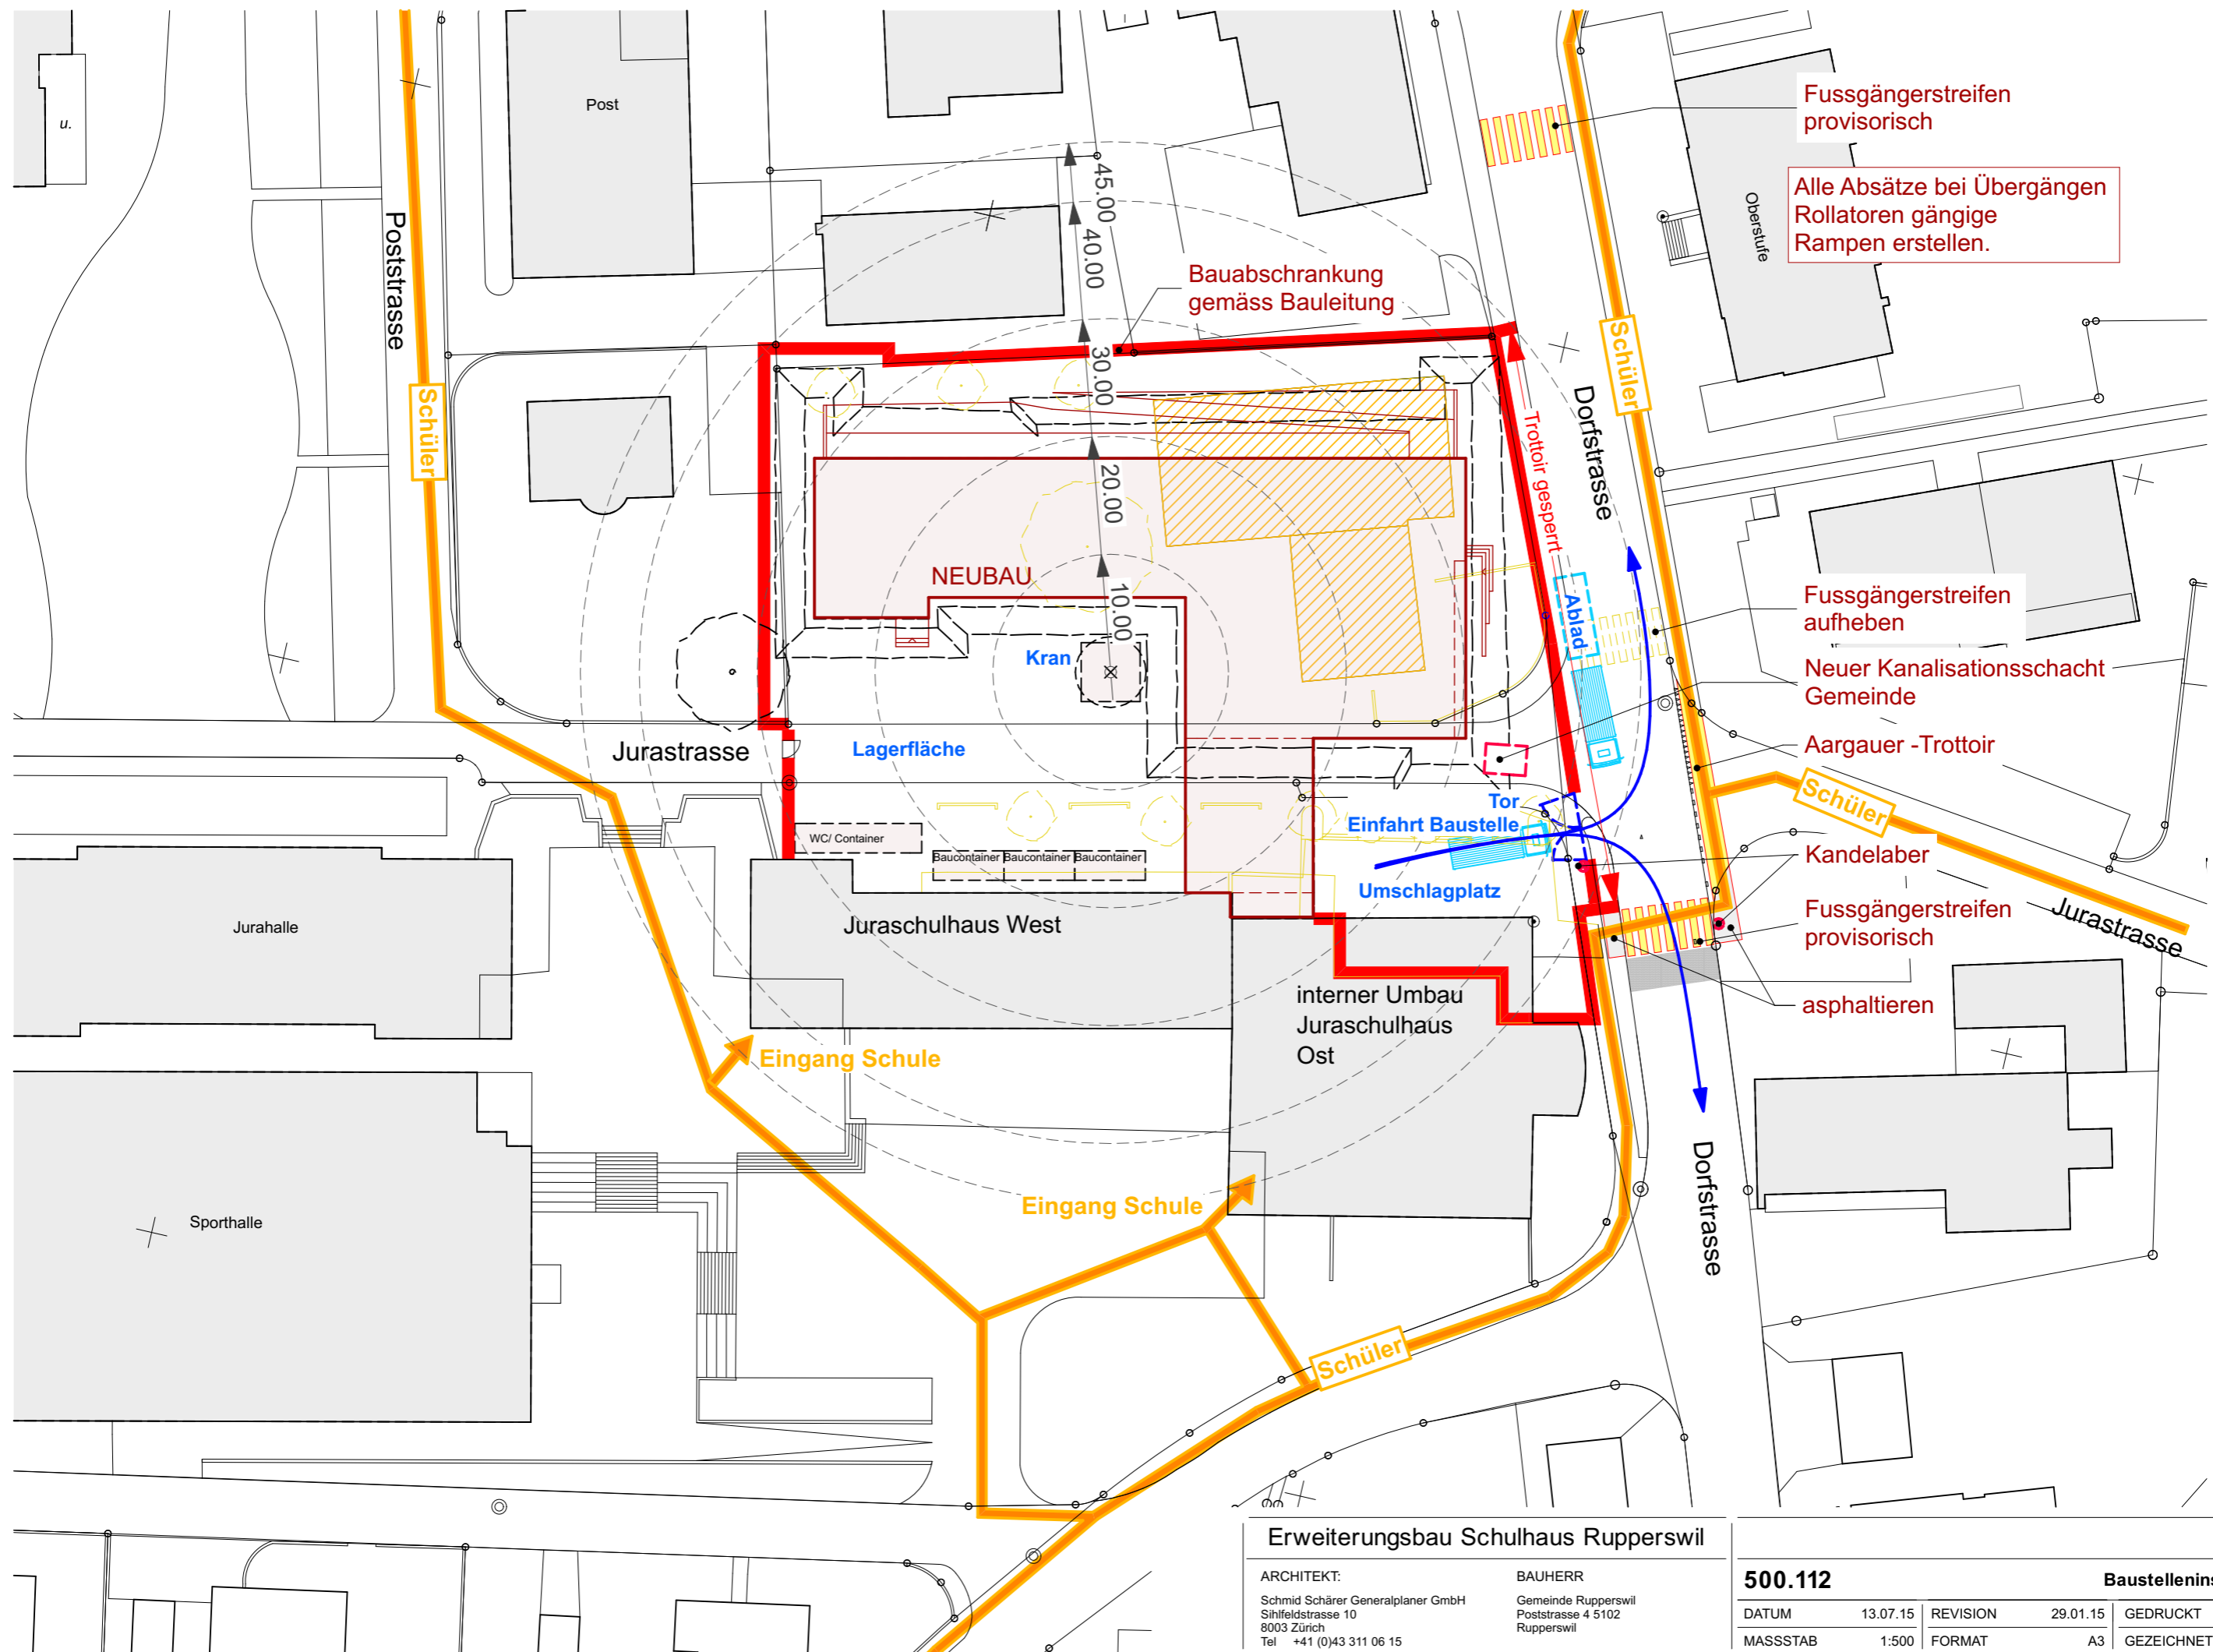 Post
u.
Fussgängerstreifen
provisorisch
Alle Absätze bei Übergängen
Rollatoren gängige
Rampen erstellen.
Oberstufe
Poststrasse
45.00
40.00
30.00
20.00
10.00
Bauabschrankung
gemäss Bauleitung
Schüler
Schüler
Dorfstrasse
Trottoir gesperrt
NEUBAU
Ablad
Fussgängerstreifen
aufheben
Kran
Neuer Kanalisationsschacht
Gemeinde
Jurastrasse
Lagerfläche
Aargauer -Trottoir
Schüler
Tor
Einfahrt Baustelle
WC/ Container
Baucontainer
Baucontainer
Baucontainer
Kandelaber
Umschlagplatz
Jurahalle
Juraschulhaus West
Fussgängerstreifen
provisorisch
Jurastrasse
interner Umbau
Juraschulhaus
Ost
asphaltieren
Eingang Schule
Eingang Schule
Dorfstrasse
Sporthalle
Schüler
Erweiterungsbau Schulhaus Rupperswil
ARCHITEKT:
Schmid Schärer Generalplaner GmbH
Sihlfeldstrasse 10
8003 Zürich
Tel +41 (0)43 311 06 15
BAUHERR
Gemeinde Rupperswil
Poststrasse 4 5102
Rupperswil
500.112 Baustellenins
DATUM 13.07.15 REVISION 29.01.15 GEDRUCKT
MASSSTAB 1:500 FORMAT A3 GEZEICHNET